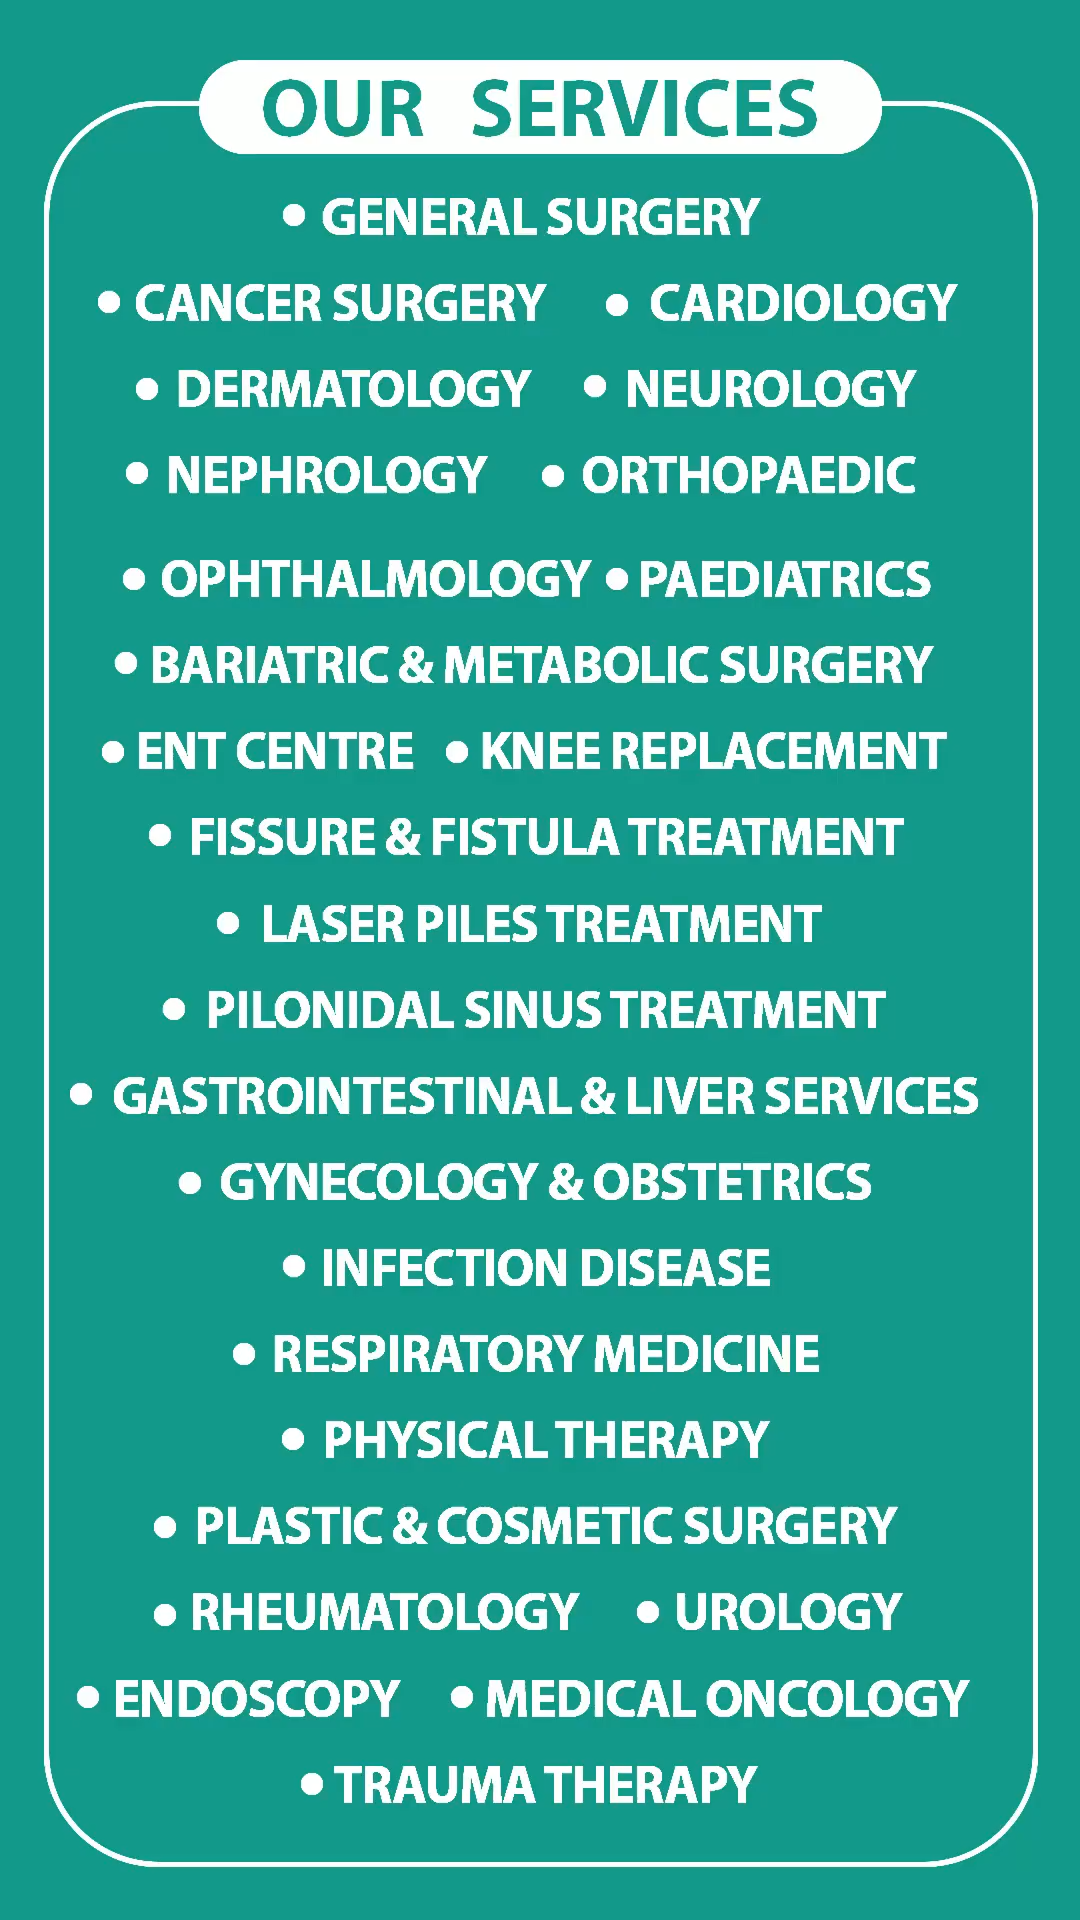 OUR SERVICES
• GENERAL SURGERY
• CANCER SURGERY • CARDIOLOGY
• DERMATOLOGY • NEUROLOGY
• NEPHROLOGY • ORTHOPAEDIC
• OPHTHALMOLOGY • PAEDIATRICS
• BARIATRIC & METABOLIC SURGERY
• ENT CENTRE • KNEE REPLACEMENT
• FISSURE & FISTULA TREATMENT
• LASER PILES TREATMENT
• PILONIDAL SINUS TREATMENT
• GASTROINTESTINAL & LIVER SERVICES
• GYNECOLOGY & OBSTETRICS
• INFECTION DISEASE
• RESPIRATORY MEDICINE
• PHYSICAL THERAPY
• PLASTIC & COSMETIC SURGERY
• RHEUMATOLOGY • UROLOGY
• ENDOSCOPY • MEDICAL ONCOLOGY
• TRAUMA THERAPY